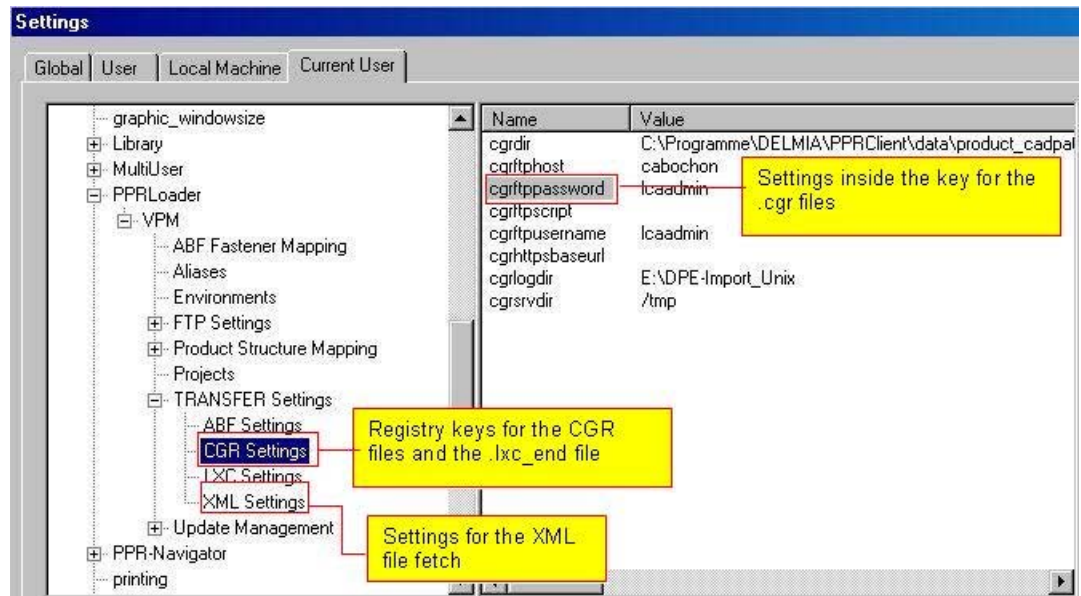 Settings
Global
User
Local Machine
Current User
graphic_windowsize
Library
MultiUser
PPRLoader
VPM
ABF Fastener Mapping
Aliases
Environments
FTP Settings
Product Structure Mapping
Projects
TRANSFER Settings
ABF Settings
CGR Settings
LXC Settings
XML Settings
Update Management
PPR-Navigator
printing
Name Value
cgrdir C:\Programme\DELMIA\PPRClient\data\product_cadpa
cgrftphost cabochon
cgrftppassword lcaadmin
cgrftpscript
cgrftpusername lcaadmin
cgrhttpsbaseurl
cgrlogdir E:\DPE-Import_Unix
cgrsrvdir /tmp
Settings inside the key for the
.cgr files
Registry keys for the CGR
files and the .lxc_end file
Settings for the XML
file fetch